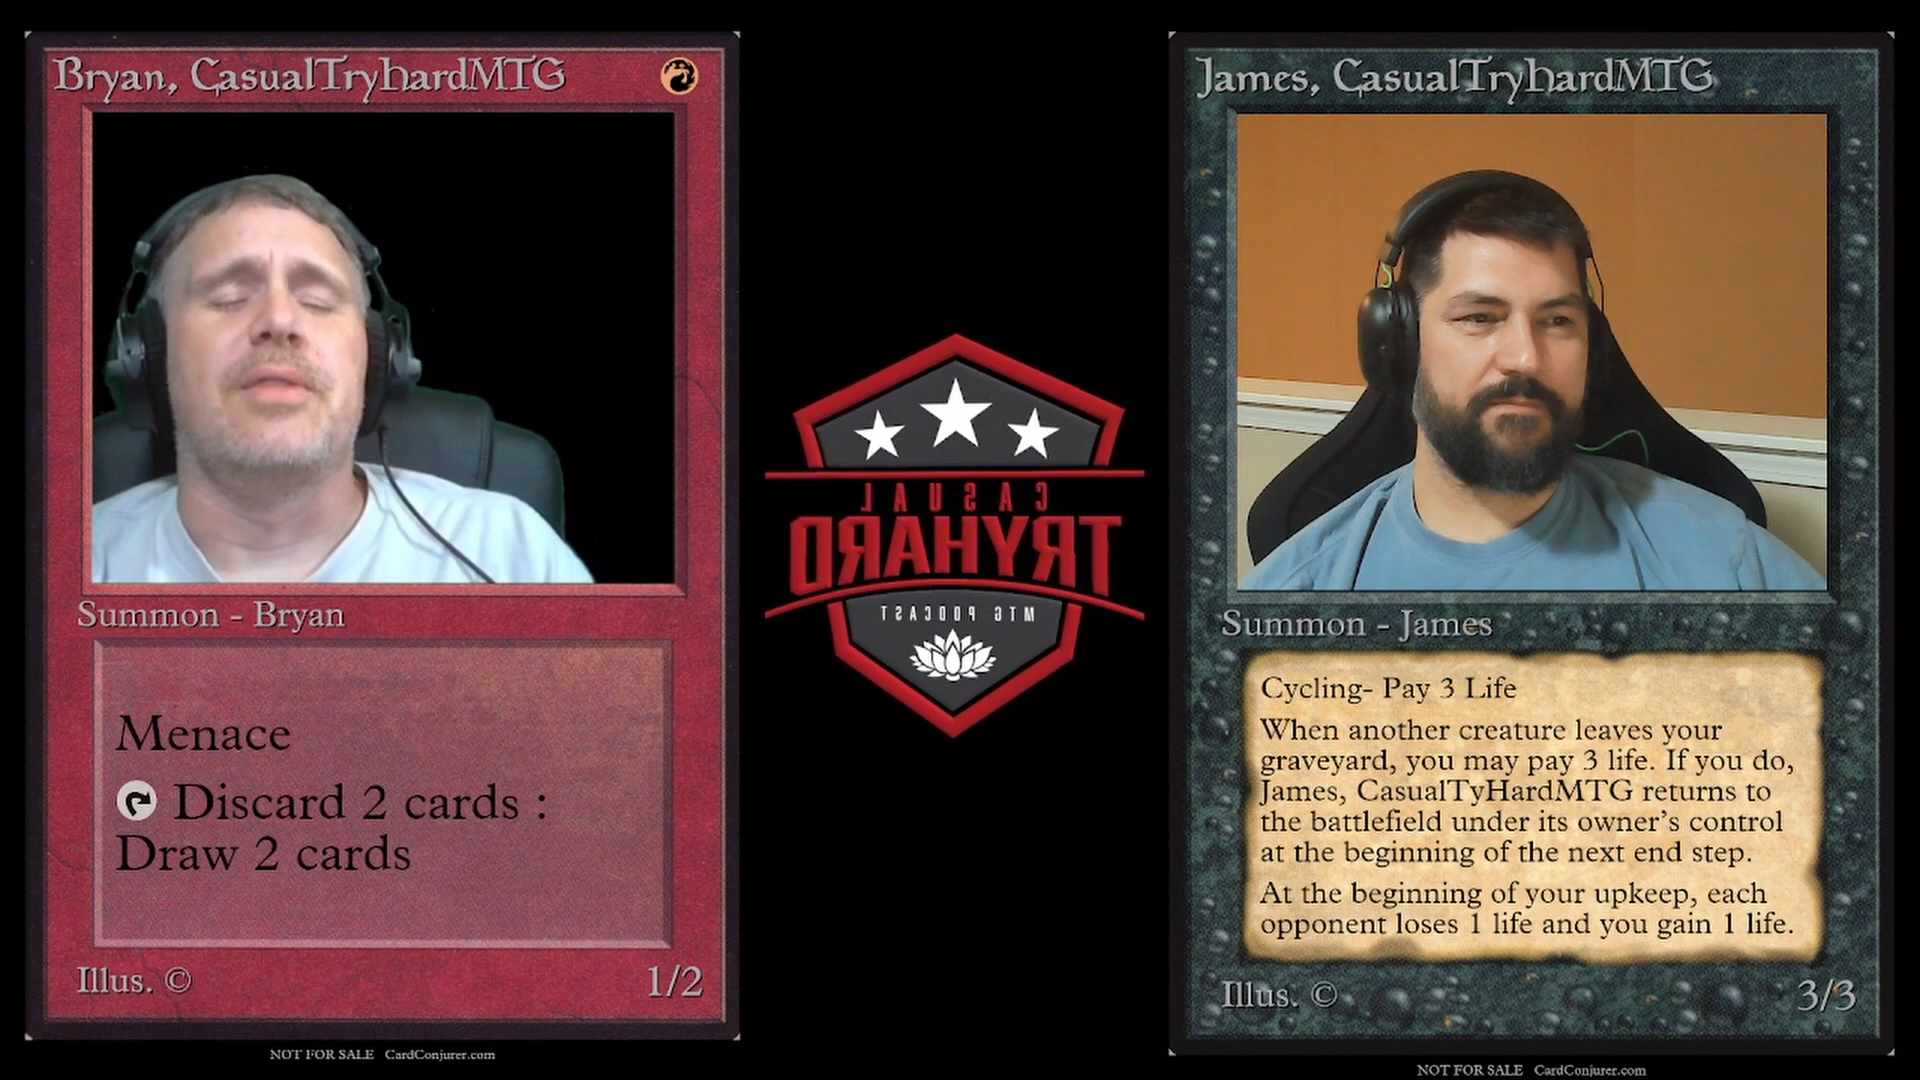 Bryan, CasualTryhardMTG
Summon - Bryan
Menace
Discard 2 cards :
Draw 2 cards
Illus. ©
1/2
NOT FOR SALE CardConjurer.com
CASUAL
TRYHARD
MTG PODCAST
James, CasualTryhardMTG
Summon - James
Cycling- Pay 3 Life
When another creature leaves your
graveyard, you may pay 3 life. If you do,
James, CasualTyHardMTG returns to
the battlefield under its owner's control
at the beginning of the next end step.
At the beginning of your upkeep, each
opponent loses 1 life and you gain 1 life.
Illus. ©
3/3
NOT FOR SALE CardConjurer.com